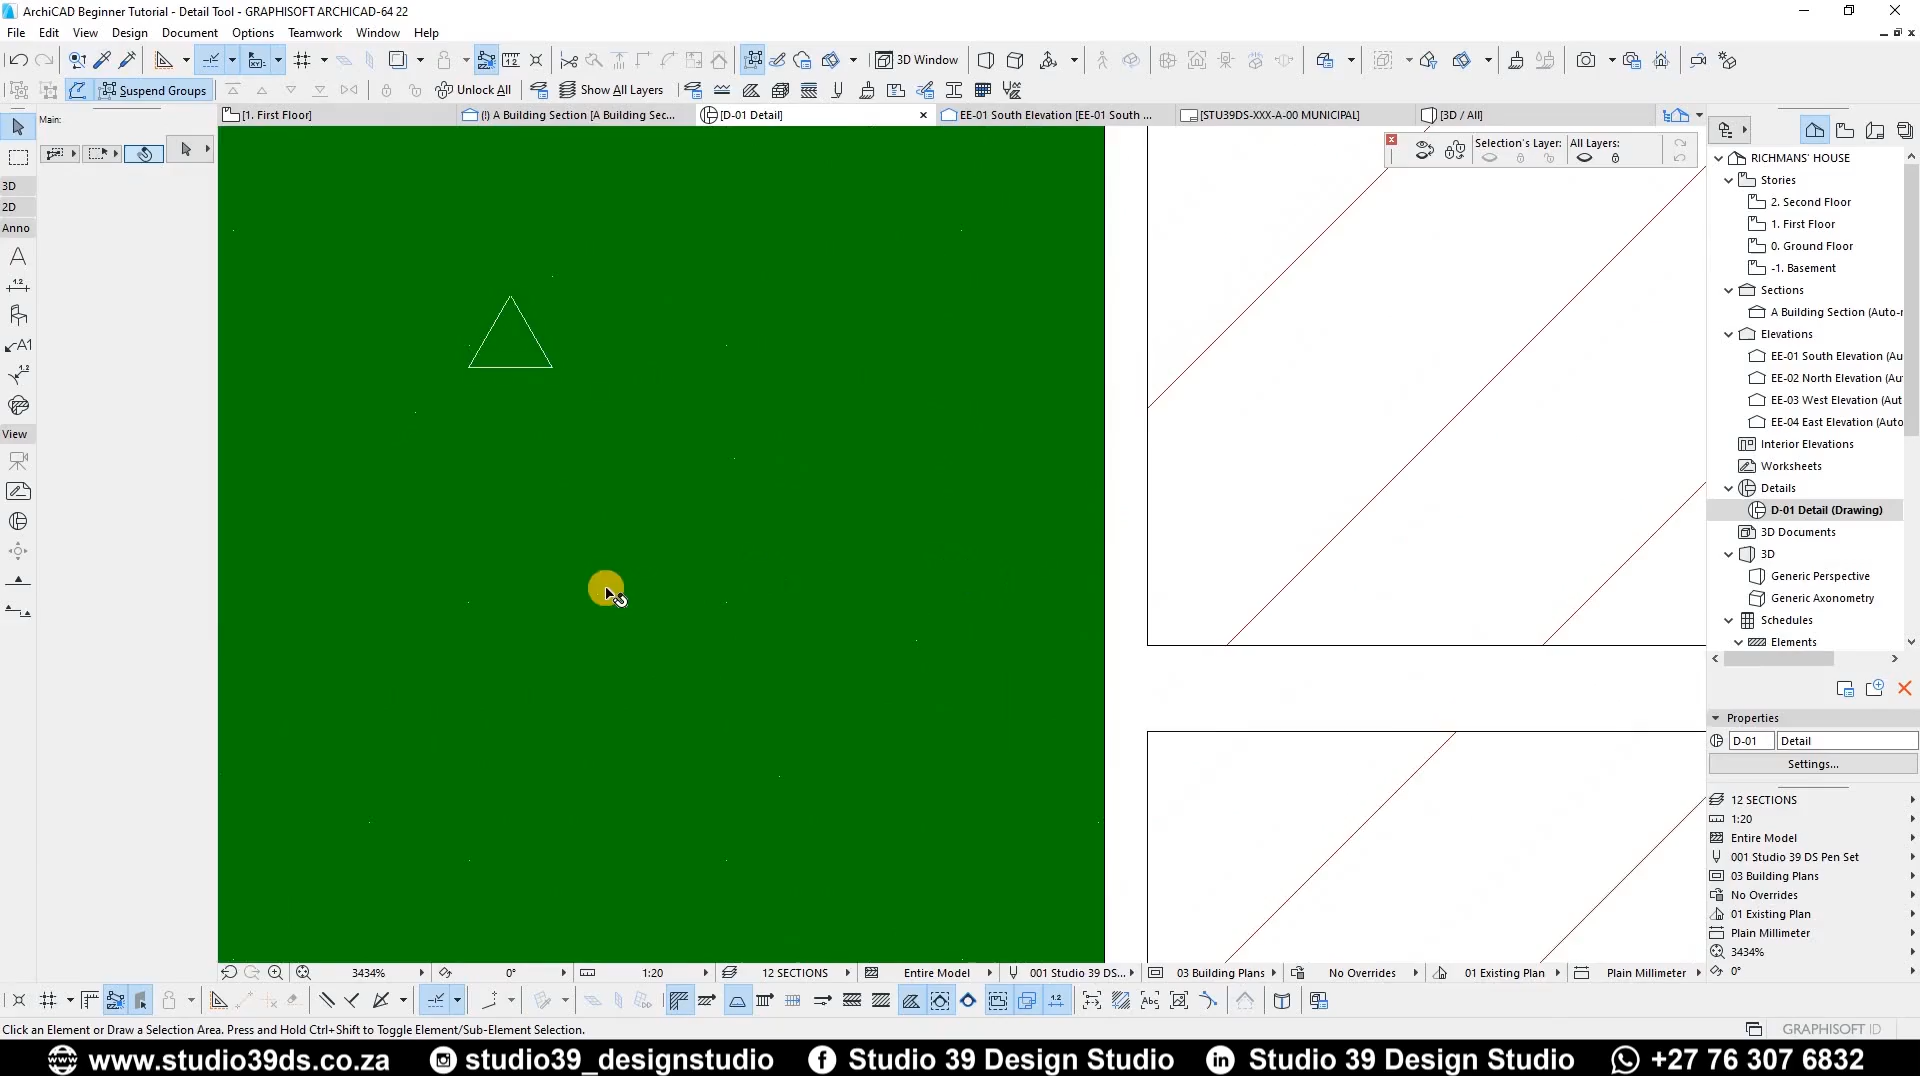 ArchiCAD Beginner Tutorial - Detail Tool - GRAPHISOFT ARCHICAD-64 22
File Edit View Design Document Options Teamwork Window Help
3D Window
Suspend Groups
Unlock All
Show All Layers
Main:
[1. First Floor]
(!) A Building Section [A Building Sec...
[D-01 Detail]
EE-01 South Elevation [EE-01 South ...
[STU39DS-XXX-A-00 MUNICIPAL]
[3D / All]
Selection's Layer:
All Layers:
3D
2D
Anno
A
1.2
A1
1.2
View
RICHMANS' HOUSE
Stories
2. Second Floor
1. First Floor
0. Ground Floor
-1. Basement
Sections
A Building Section (Auto-r
Elevations
EE-01 South Elevation (Au
EE-02 North Elevation (Au
EE-03 West Elevation (Aut
EE-04 East Elevation (Auto
Interior Elevations
Worksheets
Details
D-01 Detail (Drawing)
3D Documents
3D
Generic Perspective
Generic Axonometry
Schedules
Elements
Properties
D-01 Detail
Settings...
12 SECTIONS
1:20
Entire Model
001 Studio 39 DS Pen Set
03 Building Plans
No Overrides
01 Existing Plan
Plain Millimeter
3434%
0°
3434% 0° 1:20 12 SECTIONS Entire Model 001 Studio 39 DS... 03 Building Plans No Overrides 01 Existing Plan Plain Millimeter
Click an Element or Draw a Selection Area. Press and Hold Ctrl+Shift to Toggle Element/Sub-Element Selection.
GRAPHISOFT ID
www.studio39ds.co.za studio39_designstudio Studio 39 Design Studio Studio 39 Design Studio +27 76 307 6832